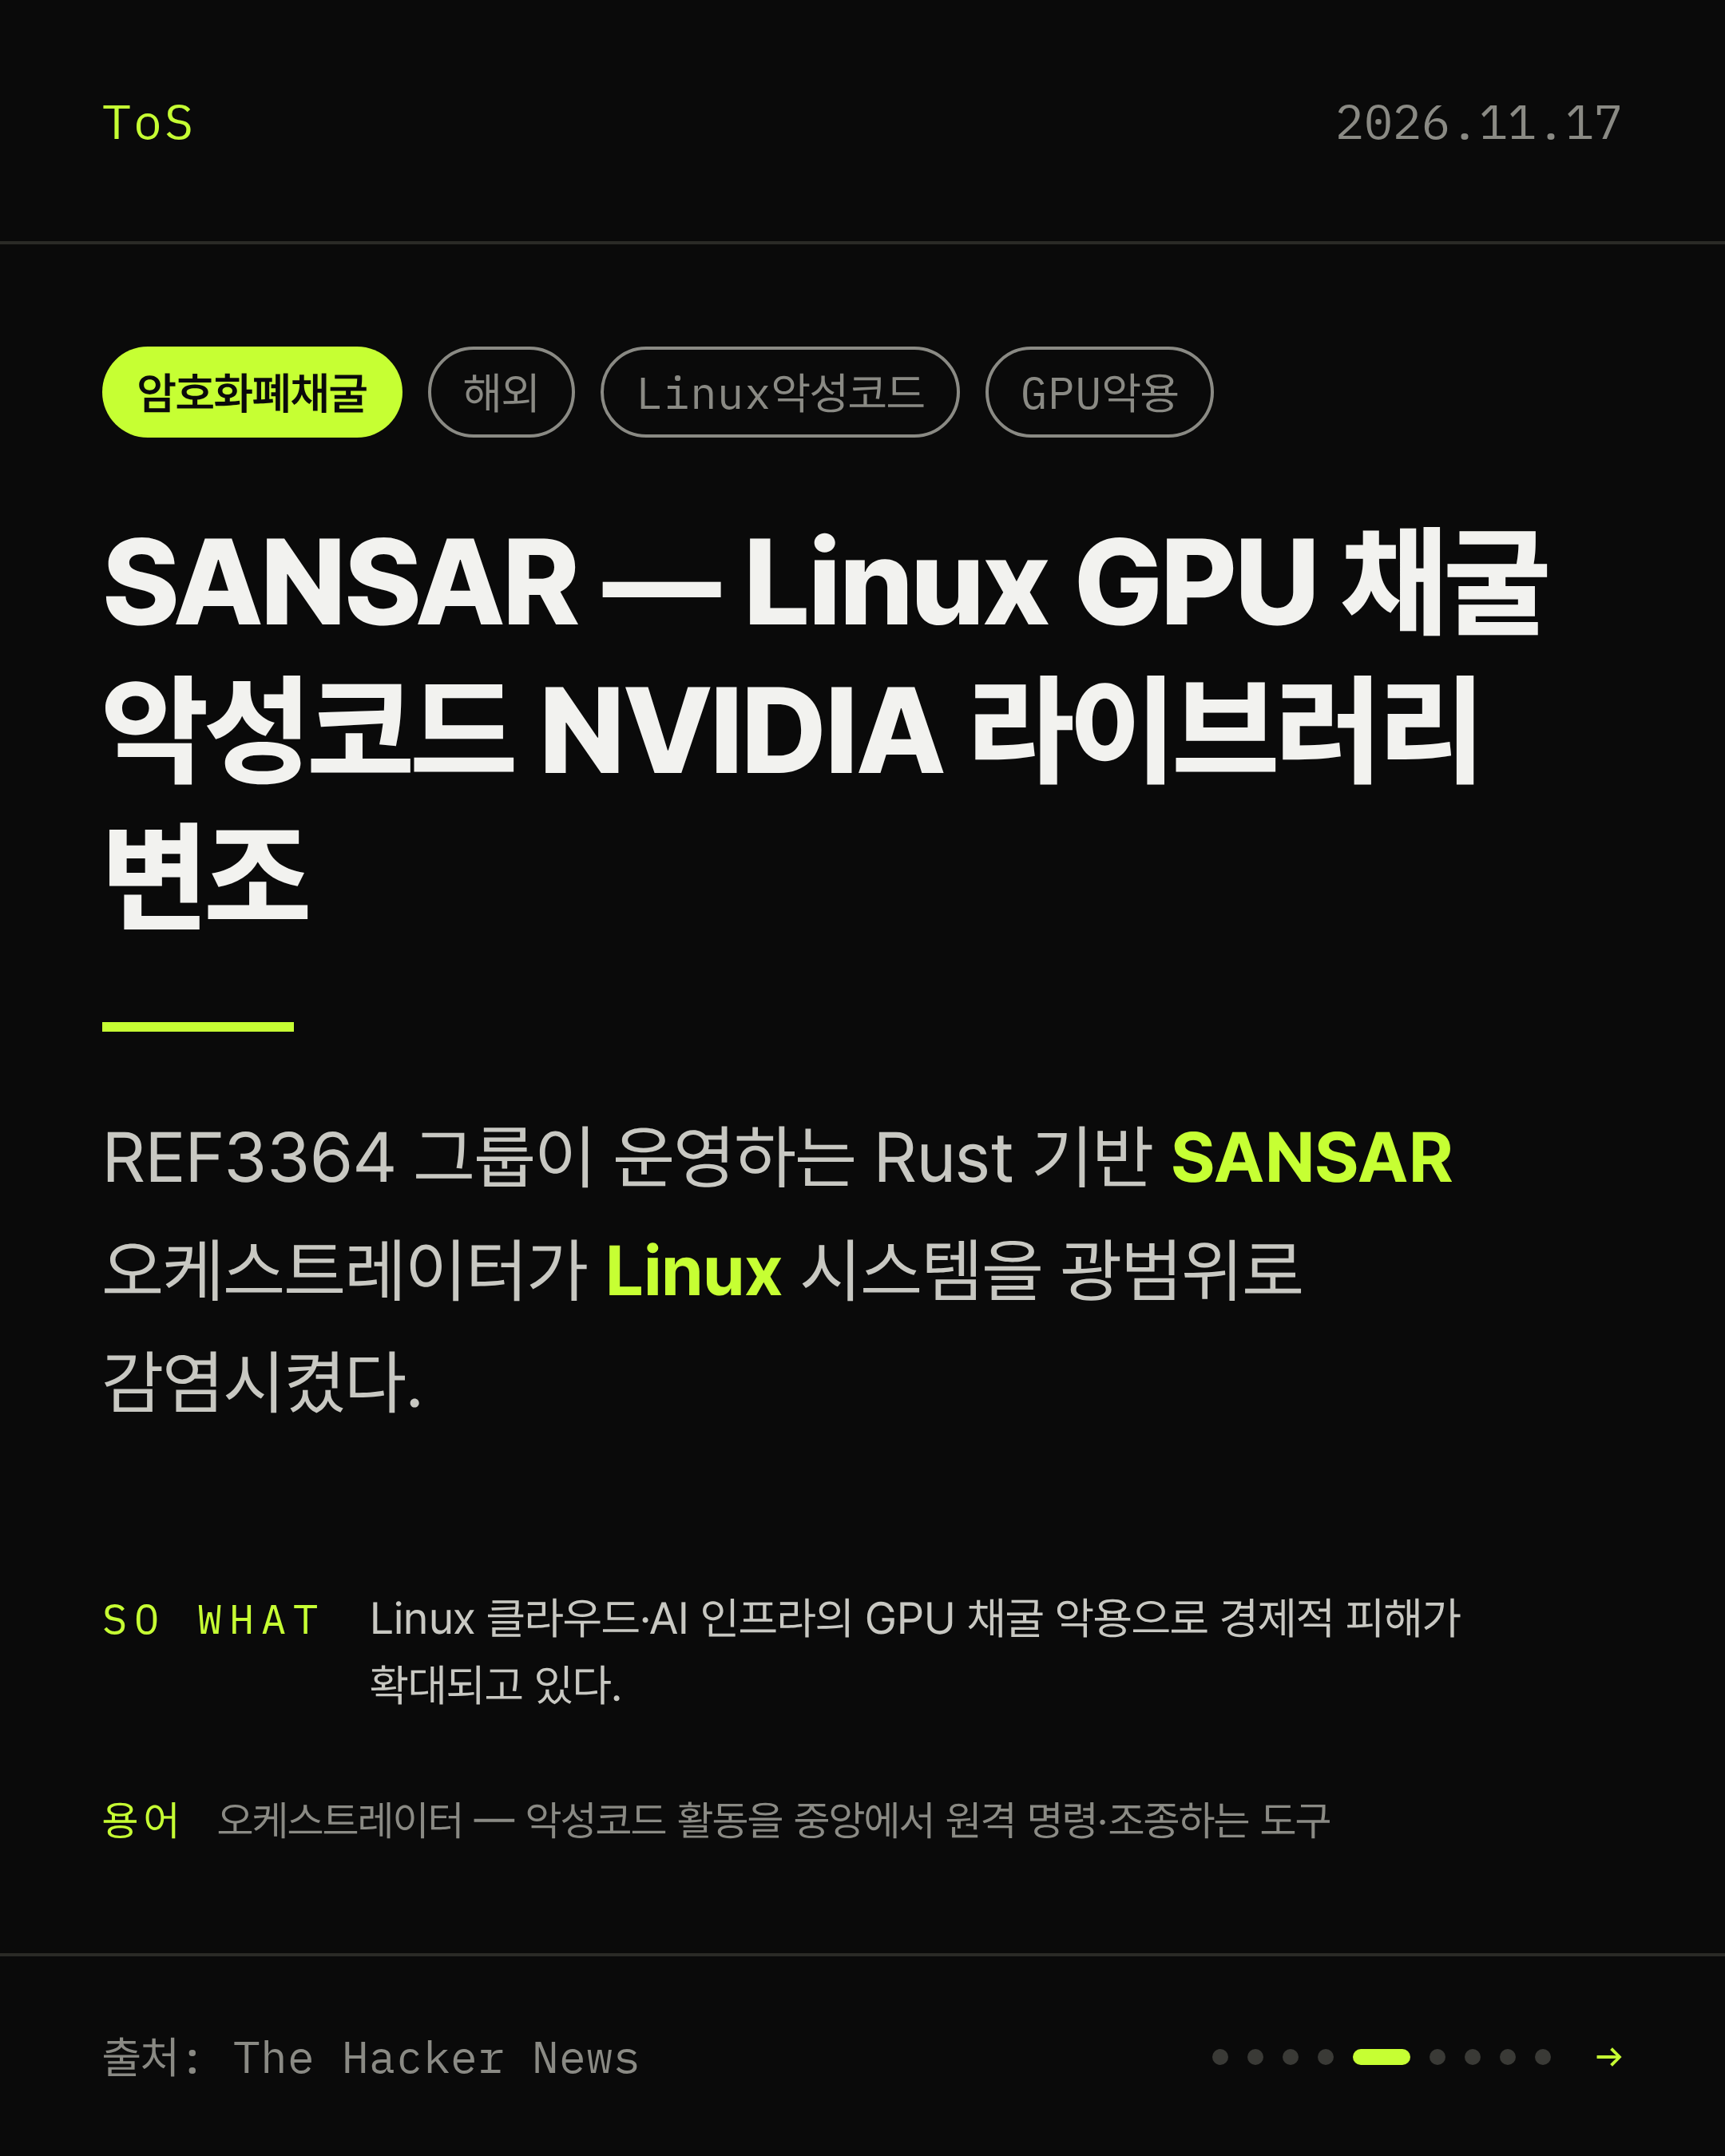 ToS
2026.11.17
암호화폐채굴
해외
Linux악성코드
GPU악용
SANSAR — Linux GPU 채굴
악성코드 NVIDIA 라이브러리
변조
REF3364 그룹이 운영하는 Rust 기반 SANSAR
오케스트레이터가 Linux 시스템을 광범위로
감염시켰다.
SO WHAT
Linux 클라우드·AI 인프라의 GPU 채굴 악용으로 경제적 피해가
확대되고 있다.
용어 오케스트레이터 — 악성코드 활동을 중앙에서 원격 명령·조종하는 도구
출처: The Hacker News
→